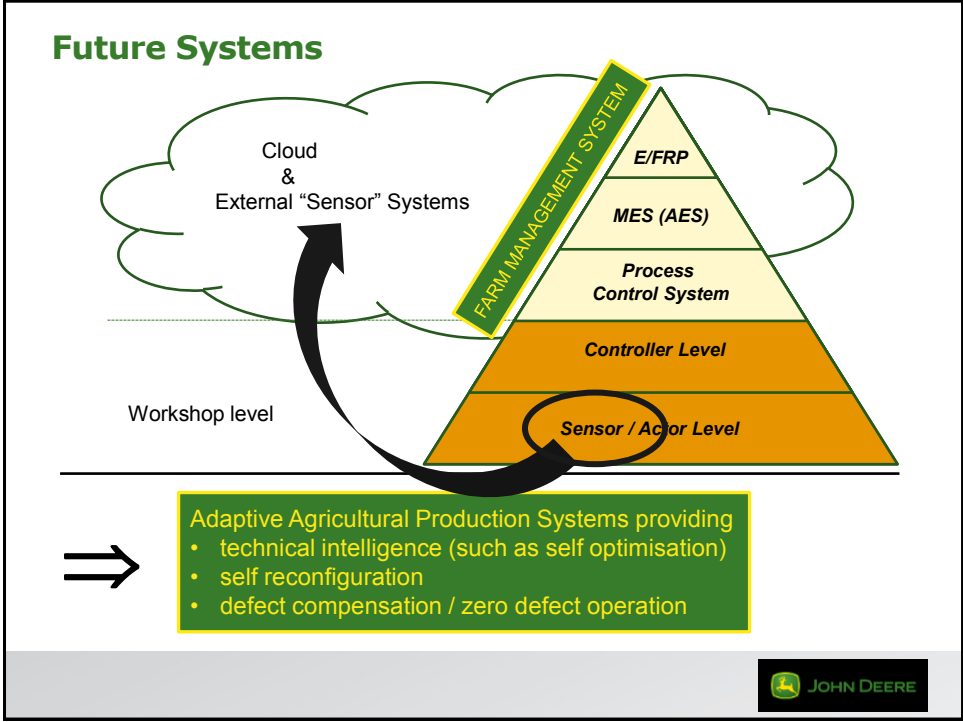 Future Systems
Cloud
&
External “Sensor” Systems
FARM MANAGEMENT SYSTEM
E/FRP
MES (AES)
Process
Control System
Controller Level
Workshop level
Sensor / Actor Level
Adaptive Agricultural Production Systems providing
• technical intelligence (such as self optimisation)
• self reconfiguration
• defect compensation / zero defect operation
JOHN DEERE